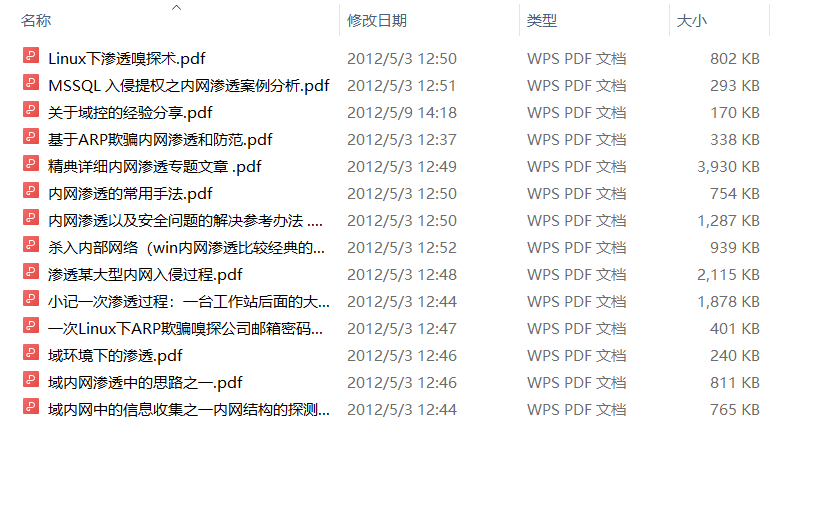 名称 修改日期 类型 大小
Linux下渗透嗅探术.pdf 2012/5/3 12:50 WPS PDF 文档 802 KB
MSSQL 入侵提权之内网渗透案例分析.pdf 2012/5/3 12:51 WPS PDF 文档 293 KB
关于域控的经验分享.pdf 2012/5/9 14:18 WPS PDF 文档 170 KB
基于ARP欺骗内网渗透和防范.pdf 2012/5/3 12:37 WPS PDF 文档 338 KB
精典详细内网渗透专题文章 .pdf 2012/5/3 12:49 WPS PDF 文档 3,930 KB
内网渗透的常用手法.pdf 2012/5/3 12:50 WPS PDF 文档 754 KB
内网渗透以及安全问题的解决参考办法 .... 2012/5/3 12:50 WPS PDF 文档 1,287 KB
杀入内部网络（win内网渗透比较经典的... 2012/5/3 12:52 WPS PDF 文档 939 KB
渗透某大型内网入侵过程.pdf 2012/5/3 12:48 WPS PDF 文档 2,115 KB
小记一次渗透过程：一台工作站后面的大... 2012/5/3 12:44 WPS PDF 文档 1,878 KB
一次Linux下ARP欺骗嗅探公司邮箱密码... 2012/5/3 12:47 WPS PDF 文档 401 KB
域环境下的渗透.pdf 2012/5/3 12:46 WPS PDF 文档 240 KB
域内网渗透中的思路之一.pdf 2012/5/3 12:46 WPS PDF 文档 811 KB
域内网中的信息收集之一内网结构的探测... 2012/5/3 12:44 WPS PDF 文档 765 KB